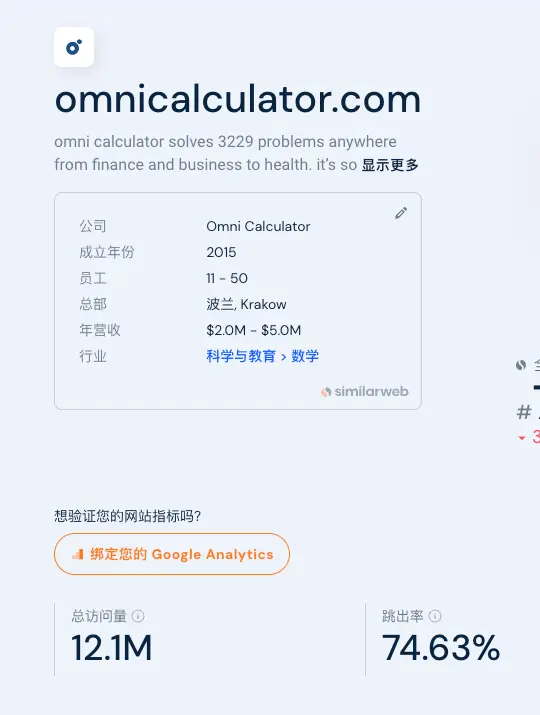 omnicalculator.com
omni calculator solves 3229 problems anywhere
from finance and business to health. it’s so 显示更多
公司 Omni Calculator
成立年份 2015
员工 11 - 50
总部 波兰, Krakow
年营收 $2.0M - $5.0M
行业 科学与教育 > 数学
similarweb
#
3
想验证您的网站指标吗?
绑定您的 Google Analytics
总访问量 跳出率
12.1M 74.63%